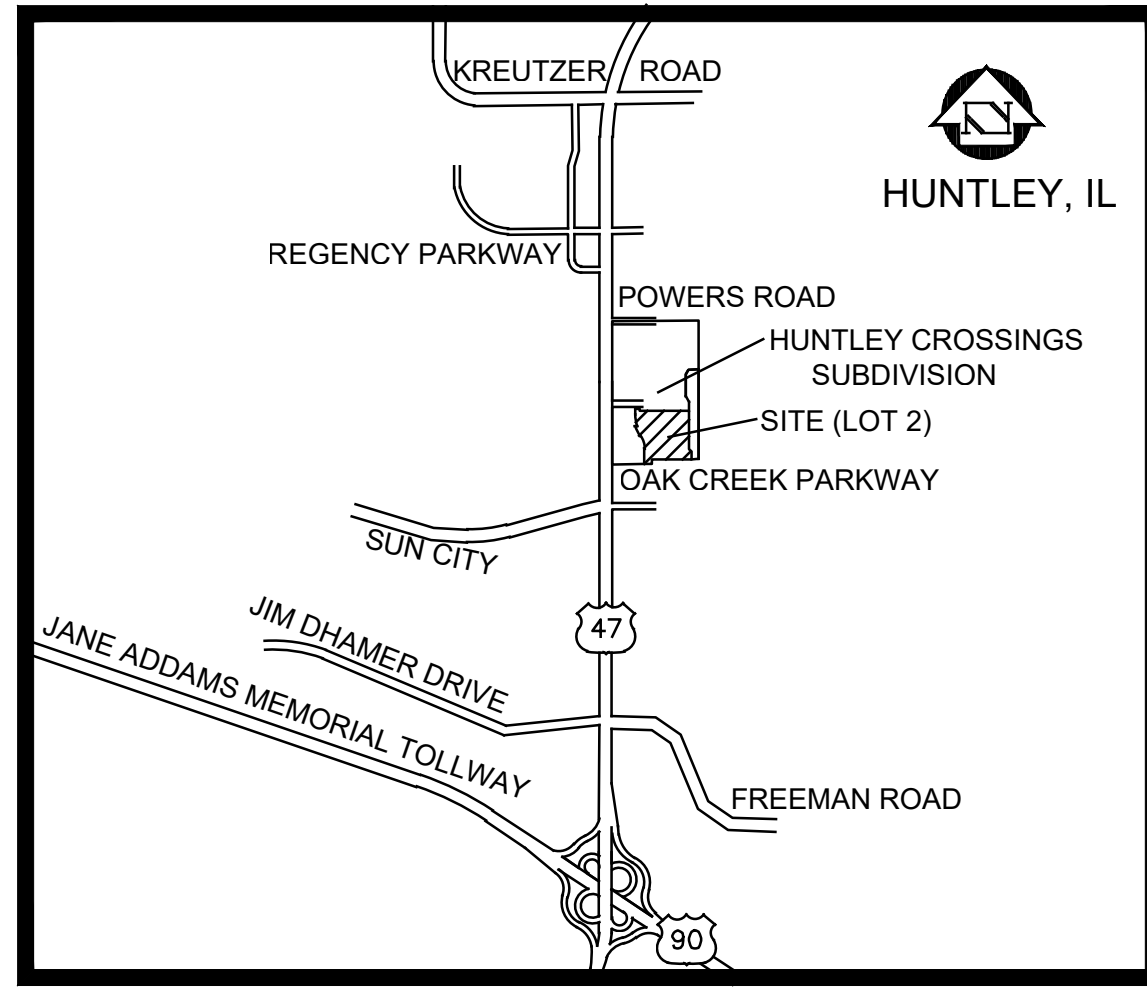 KREUTZER ROAD
N
HUNTLEY, IL
REGENCY PARKWAY
POWERS ROAD
HUNTLEY CROSSINGS
SUBDIVISION
SITE (LOT 2)
OAK CREEK PARKWAY
SUN CITY
47
JIM DHAMER DRIVE
JANE ADDAMS MEMORIAL TOLLWAY
FREEMAN ROAD
90